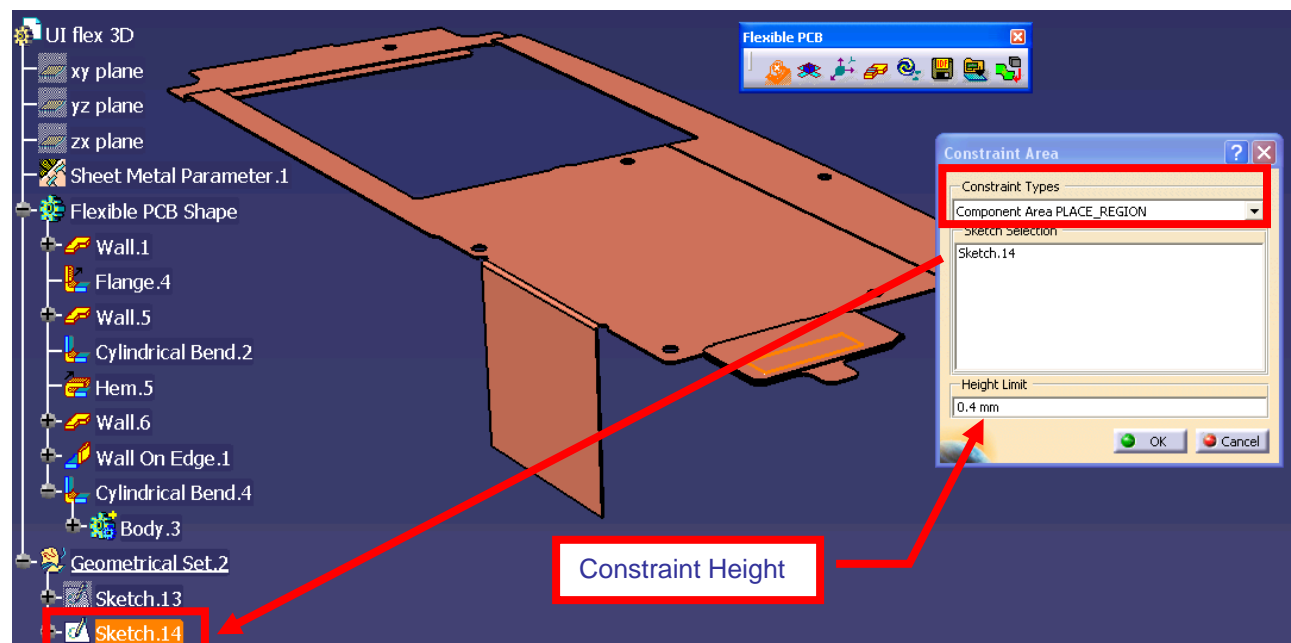 UI flex 3D
xy plane
yz plane
zx plane
Sheet Metal Parameter.1
Flexible PCB Shape
Wall.1
Flange.4
Wall.5
Cylindrical Bend.2
Hem.5
Wall.6
Wall On Edge.1
Cylindrical Bend.4
Body.3
Geometrical Set.2
Sketch.13
Sketch.14
Flexible PCB
IDF
Constraint Area
Constraint Types
Component Area PLACE_REGION
Sketch Selection
Sketch.14
Height Limit
0.4 mm
OK
Cancel
Constraint Height